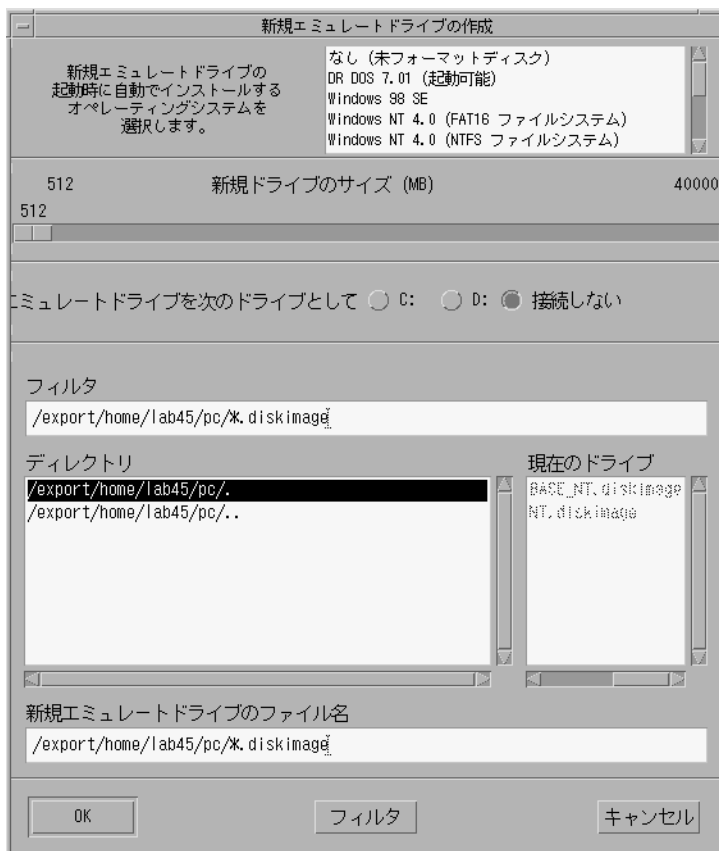 新規エミュレートドライブの作成
新規エミュレートドライブの
起動時に自動でインストールする
オペレーティングシステムを
選択します。
なし (未フォーマットディスク)
DR DOS 7.01 (起動可能)
Windows 98 SE
Windows NT 4.0 (FAT16 ファイルシステム)
Windows NT 4.0 (NTFS ファイルシステム)
512 新規ドライブのサイズ (MB) 40000
512
エミュレートドライブを次のドライブとして C: D: 接続しない
フィルタ
/export/home/lab45/pc/*.diskimage
ディレクトリ
/export/home/lab45/pc/.
/export/home/lab45/pc/..
現在のドライブ
BASE_NT.diskimage
NT.diskimage
新規エミュレートドライブのファイル名
/export/home/lab45/pc/*.diskimage
OK フィルタ キャンセル